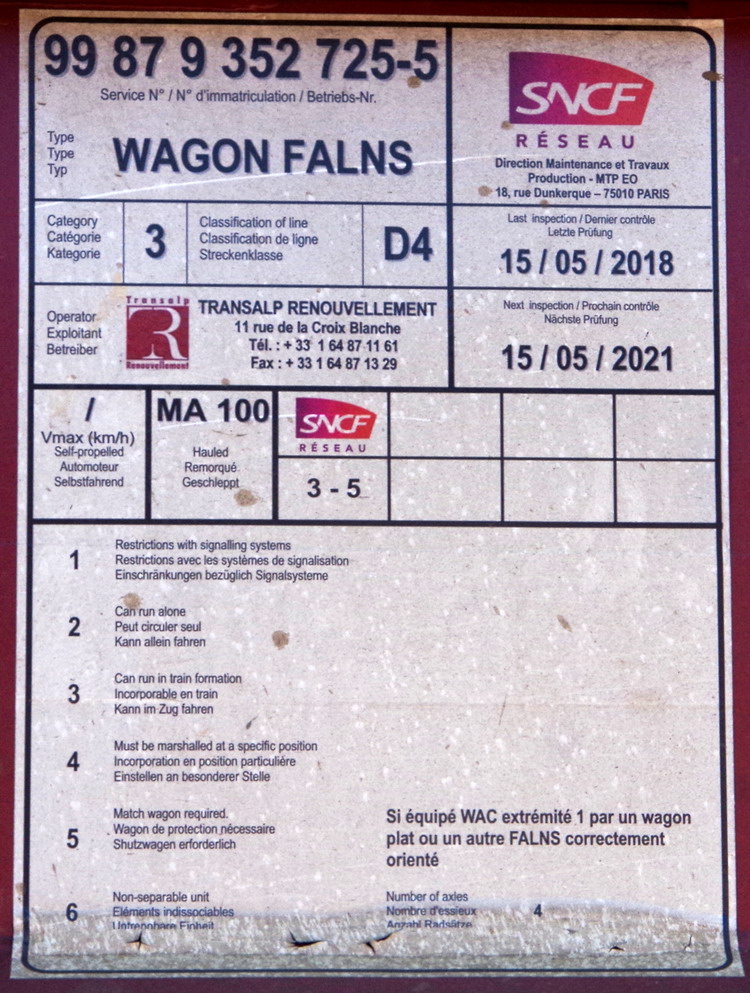 99 87 9 352 725-5
Service N° / N° d'immatriculation / Betriebs-Nr.
Type
Type
Typ
WAGON FALNS
SNCF
RÉSEAU
Direction Maintenance et Travaux
Production - MTP EO
18, rue Dunkerque – 75010 PARIS
Category
Catégorie
Kategorie
3
Classification of line
Classification de ligne
Streckenklasse
D4
Last inspection / Dernier contrôle
Letzte Prüfung
15 / 05 / 2018
Operator
Exploitant
Betreiber
Transalp
R
Renouvellement
TRANSALP RENOUVELLEMENT
11 rue de la Croix Blanche
Tél. : + 33 1 64 87 11 61
Fax : + 33 1 64 87 13 29
Next inspection / Prochain contrôle
Nächste Prüfung
15 / 05 / 2021
/
Vmax (km/h)
Self-propelled
Automoteur
Selbstfahrend
MA 100
Hauled
Remorqué
Geschleppt
SNCF
RÉSEAU
3 - 5
1
Restrictions with signalling systems
Restrictions avec les systèmes de signalisation
Einschränkungen bezüglich Signalsysteme
2
Can run alone
Peut circuler seul
Kann allein fahren
3
Can run in train formation
Incorporable en train
Kann im Zug fahren
4
Must be marshalled at a specific position
Incorporation en position particulière
Einstellen an besonderer Stelle
5
Match wagon required.
Wagon de protection nécessaire
Shutzwagen erforderlich
Si équipé WAC extrémité 1 par un wagon
plat ou un autre FALNS correctement
orienté
6
Non-separable unit
Eléments indissociables
Untrennbare Einheit
Number of axles
Nombre d'essieux
Anzahl Radsätze
4